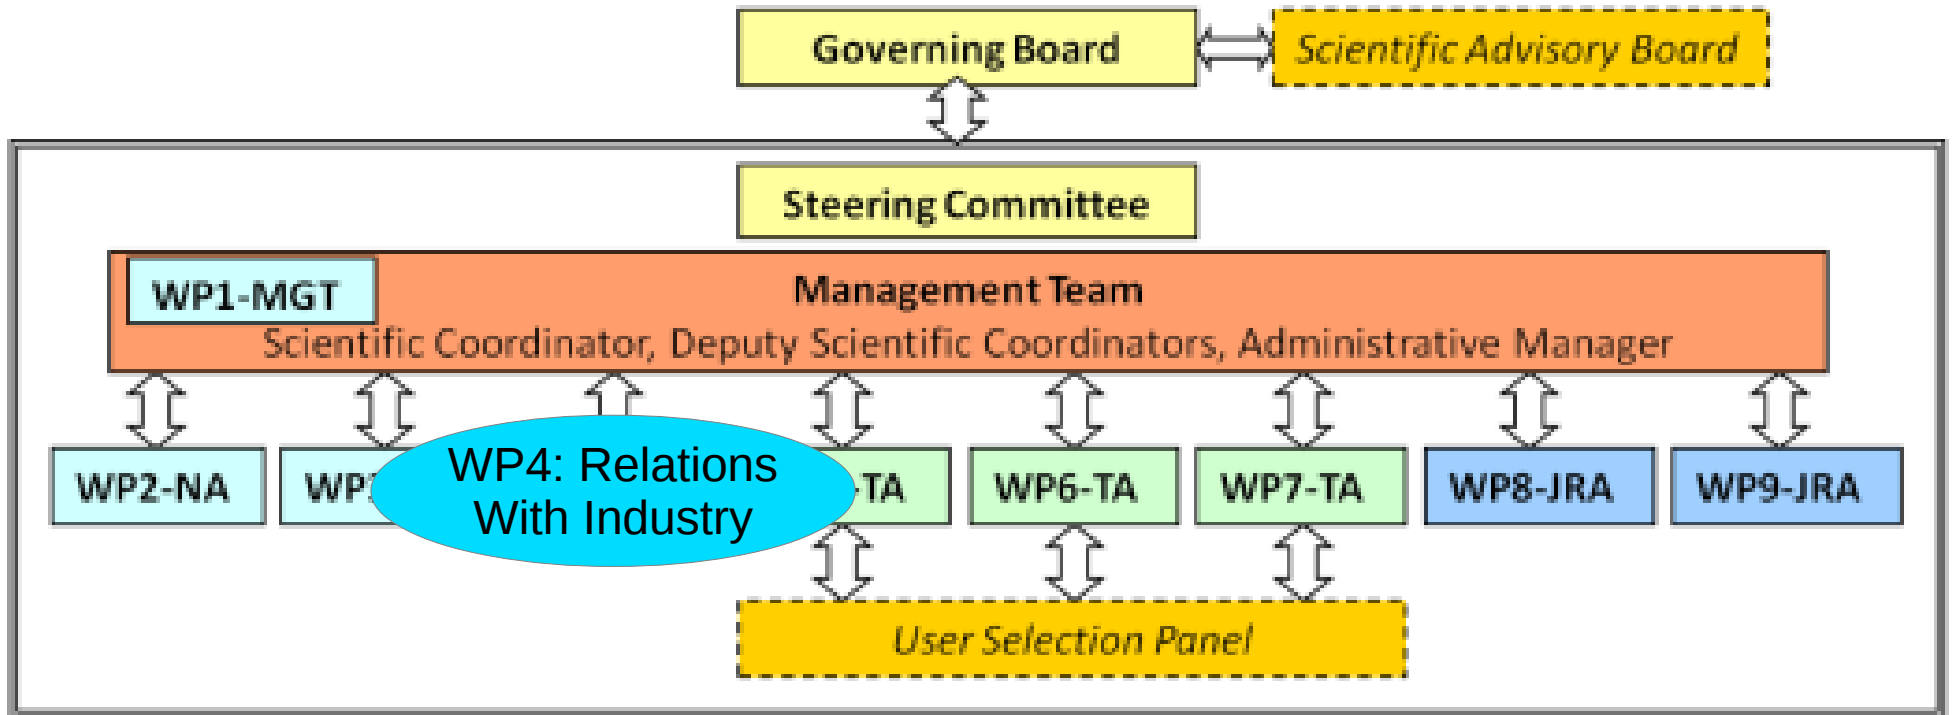 Governing Board
Scientific Advisory Board
Steering Committee
WP1-MGT
Management Team
Scientific Coordinator, Deputy Scientific Coordinators, Administrative Manager
WP2-NA
WP4: Relations
With Industry
-TA
WP6-TA
WP7-TA
WP8-JRA
WP9-JRA
User Selection Panel